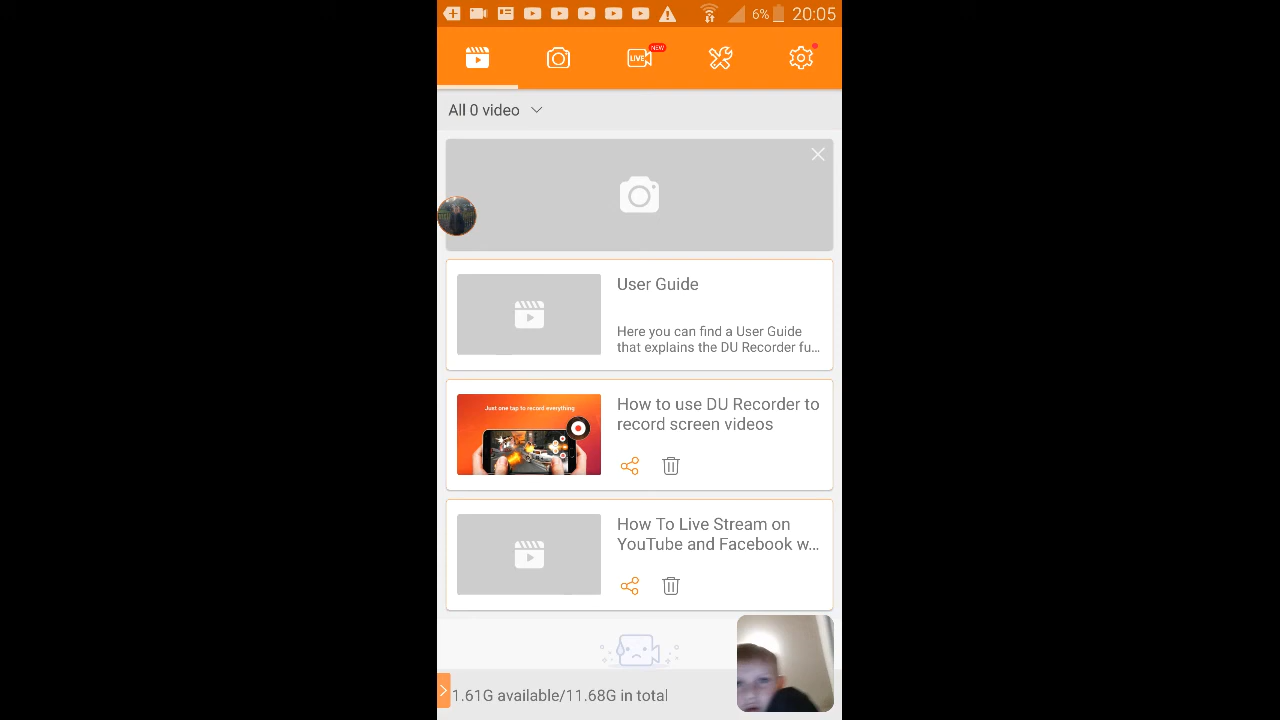 6% 20:05
LIVE NEW
All 0 video
User Guide
Here you can find a User Guide
that explains the DU Recorder fu...
Just one tap to record everything
How to use DU Recorder to
record screen videos
How To Live Stream on
YouTube and Facebook w...
1.61G available/11.68G in total